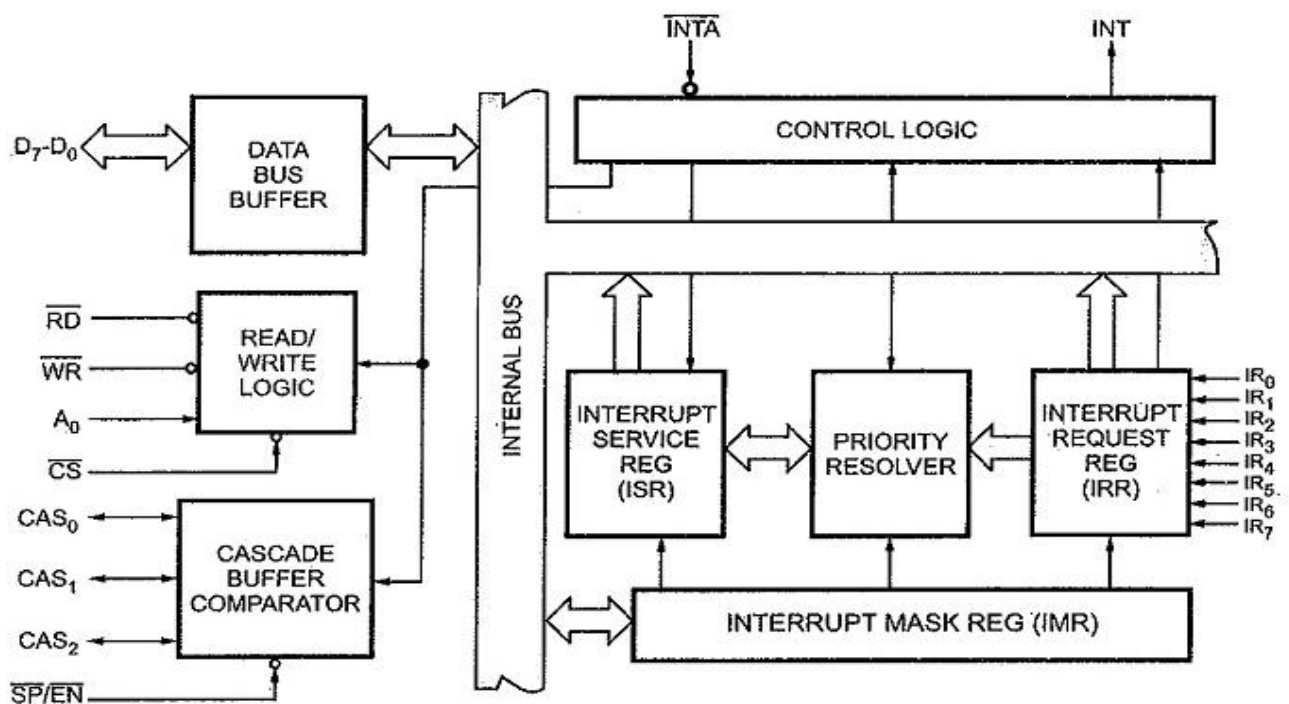 INTA
INT
CONTROL LOGIC
D7-D0
DATA
BUS
BUFFER
RD
WR
A0
CS
READ/
WRITE
LOGIC
INTERNAL BUS
INTERRUPT
SERVICE
REG
(ISR)
PRIORITY
RESOLVER
INTERRUPT
REQUEST
REG
(IRR)
IR0
IR1
IR2
IR3
IR4
IR5
IR6
IR7
CAS0
CAS1
CAS2
SP/EN
CASCADE
BUFFER
COMPARATOR
INTERRUPT MASK REG (IMR)